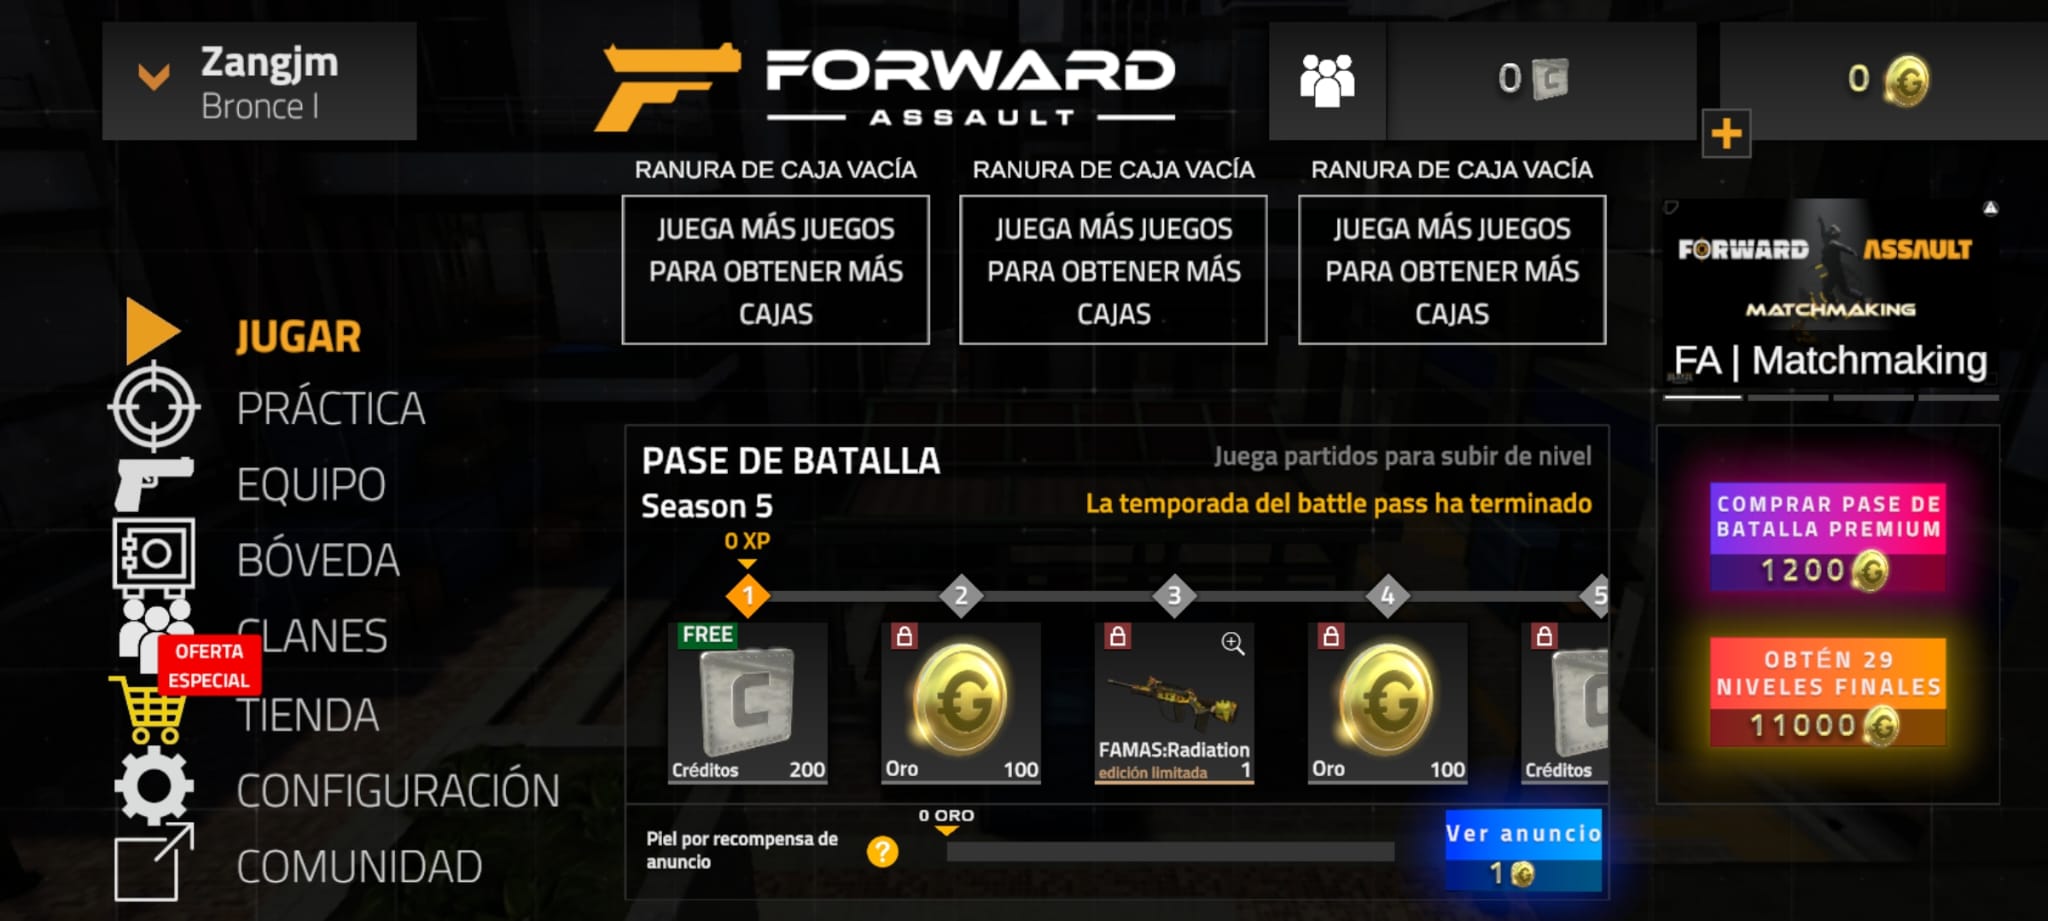 Zangjm
Bronce I
FORWARD
ASSAULT
0
0
RANURA DE CAJA VACÍA
JUEGA MÁS JUEGOS
PARA OBTENER MÁS
CAJAS
RANURA DE CAJA VACÍA
JUEGA MÁS JUEGOS
PARA OBTENER MÁS
CAJAS
RANURA DE CAJA VACÍA
JUEGA MÁS JUEGOS
PARA OBTENER MÁS
CAJAS
FORWARD ASSAULT
MATCHMAKING
FA | Matchmaking
JUGAR
PRÁCTICA
EQUIPO
BÓVEDA
CLANES
OFERTA
ESPECIAL
TIENDA
CONFIGURACIÓN
COMUNIDAD
PASE DE BATALLA
Juega partidos para subir de nivel
Season 5
La temporada del battle pass ha terminado
0 XP
1 2 3 4 5
FREE
Créditos 200
Oro 100
FAMAS:Radiation
edición limitada 1
Oro 100
Créditos
Piel por recompensa de
anuncio
?
0 ORO
Ver anuncio
1
COMPRAR PASE DE
BATALLA PREMIUM
1200
OBTÉN 29
NIVELES FINALES
11000